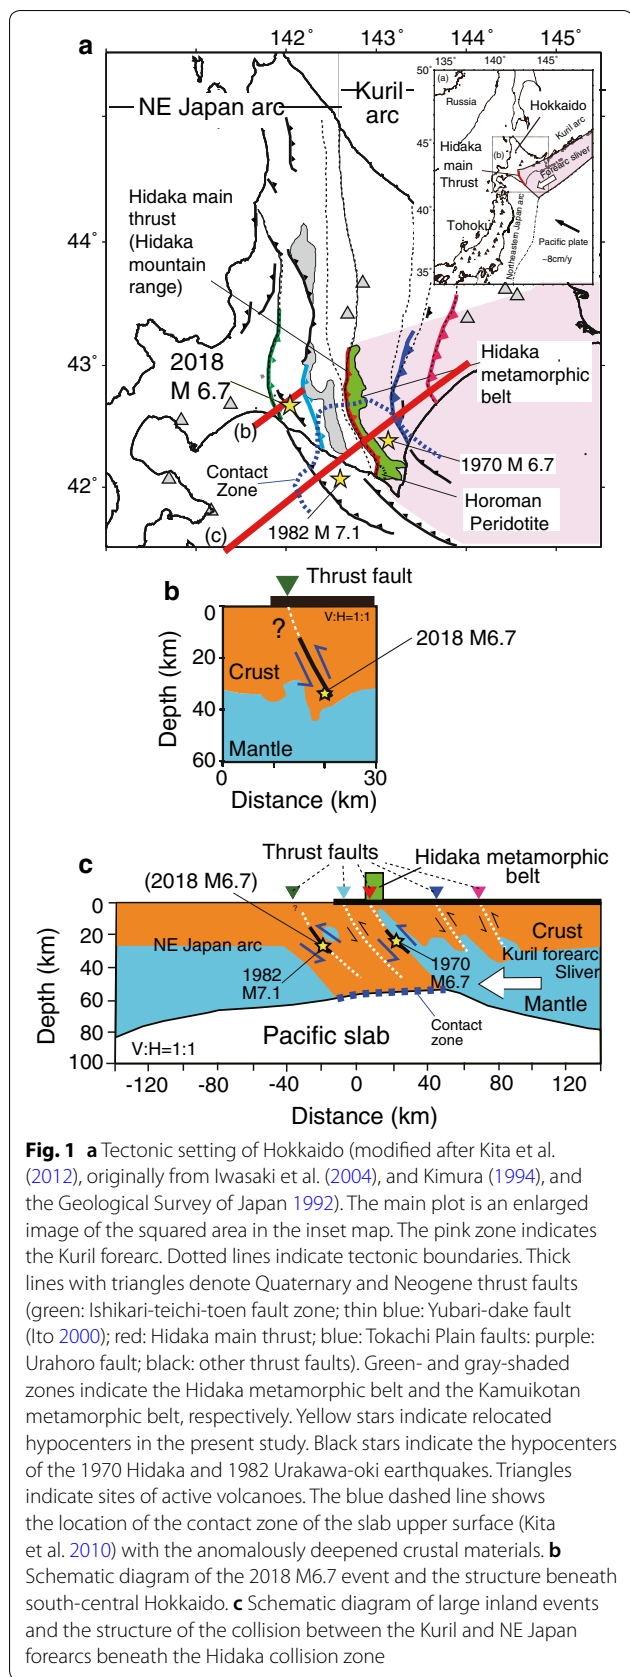 a
142°
143°
144°
145°
NE Japan arc
Kuril
arc
135°
140°
145°
50°
(a)
Russia
Hokkaido
45°
Kuril arc
(b)
Forearc sliver
Hidaka
main
Thrust
40°
Northeastern Japan arc
Tohoku
Pacific plate
~8cm/y
35°
Hidaka main
thrust
(Hidaka
mountain
range)
44°
43°
42°
2018
M 6.7
(b)
Hidaka
metamorphic
belt
Contact
Zone
1970 M 6.7
Horoman
Peridotite
(c)
1982 M 7.1
b
Thrust fault
0
20
40
60
Depth (km)
V:H=1:1
?
2018 M6.7
Crust
Mantle
0
30
Distance (km)
c
Thrust faults
Hidaka metamorphic
belt
(2018 M6.7)
0
20
40
60
80
100
Depth (km)
?
NE Japan arc
1982
M7.1
1970
M6.7
Crust
Kuril forearc
Sliver
Mantle
Contact
zone
Pacific slab
V:H=1:1
-120
-80
-40
0
40
80
120
Distance (km)
Fig. 1 a Tectonic setting of Hokkaido (modified after Kita et al.
(2012), originally from Iwasaki et al. (2004), and Kimura (1994), and
the Geological Survey of Japan 1992). The main plot is an enlarged
image of the squared area in the inset map. The pink zone indicates
the Kuril forearc. Dotted lines indicate tectonic boundaries. Thick
lines with triangles denote Quaternary and Neogene thrust faults
(green: Ishikari-teichi-toen fault zone; thin blue: Yubari-dake fault
(Ito 2000); red: Hidaka main thrust; blue: Tokachi Plain faults: purple:
Urahoro fault; black: other thrust faults). Green- and gray-shaded
zones indicate the Hidaka metamorphic belt and the Kamuikotan
metamorphic belt, respectively. Yellow stars indicate relocated
hypocenters in the present study. Black stars indicate the hypocenters
of the 1970 Hidaka and 1982 Urakawa-oki earthquakes. Triangles
indicate sites of active volcanoes. The blue dashed line shows
the location of the contact zone of the slab upper surface (Kita
et al. 2010) with the anomalously deepened crustal materials. b
Schematic diagram of the 2018 M6.7 event and the structure beneath
south-central Hokkaido. c Schematic diagram of large inland events
and the structure of the collision between the Kuril and NE Japan
forearcs beneath the Hidaka collision zone